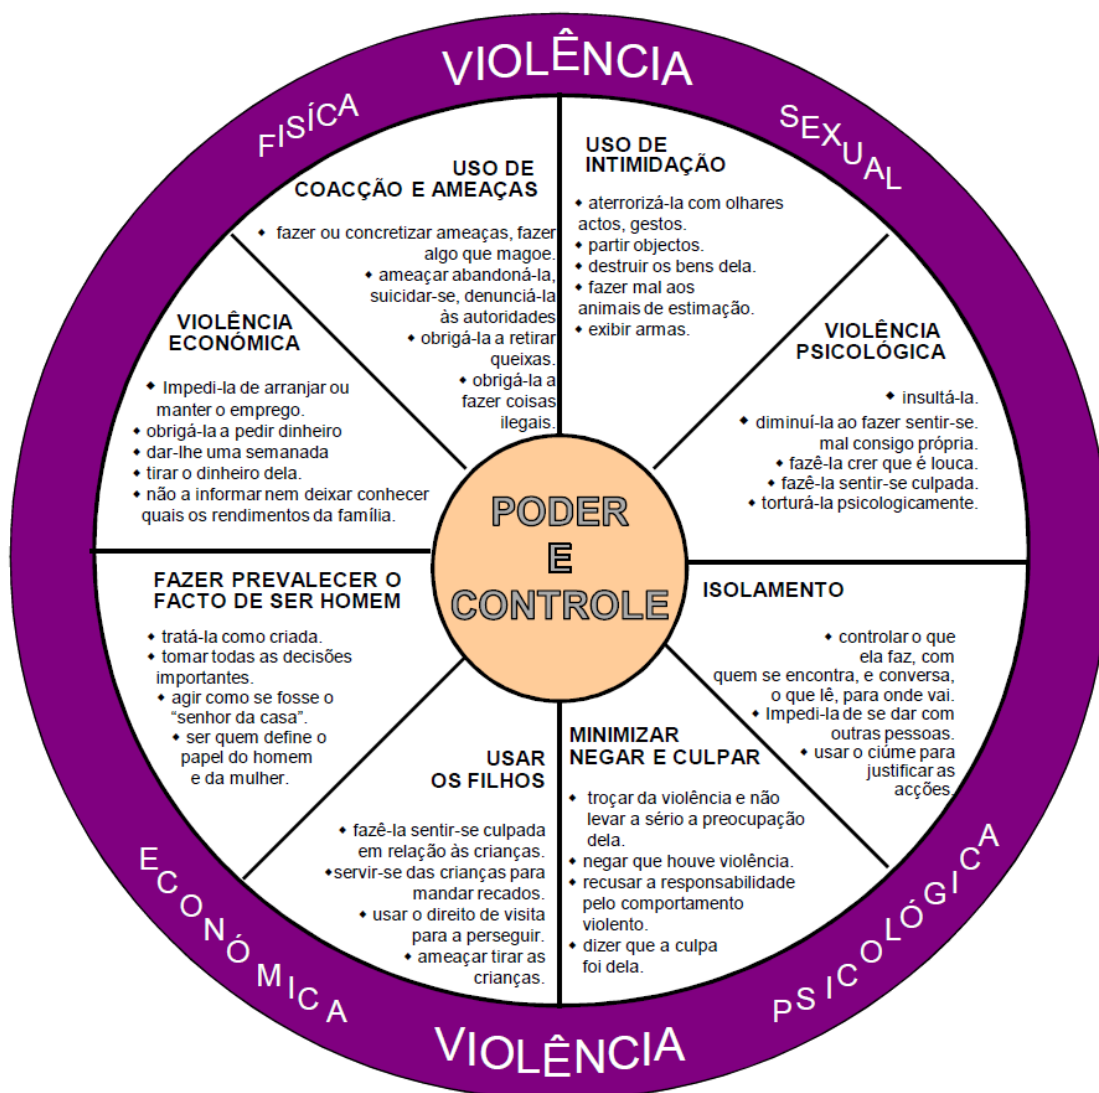 VIOLÊNCIA
FISÍCA
SEXUAL
USO DE
COACÇÃO E AMEAÇAS
⬥ fazer ou concretizar ameaças, fazer
algo que magoe.
⬥ ameaçar abandoná-la,
suicidar-se, denunciá-la
às autoridades
⬥ obrigá-la a retirar
queixas.
⬥ obrigá-la a
fazer coisas
ilegais.
USO DE
INTIMIDAÇÃO
⬥ aterrorizá-la com olhares
actos, gestos.
⬥ partir objectos.
⬥ destruir os bens dela.
⬥ fazer mal aos
animais de estimação.
⬥ exibir armas.
VIOLÊNCIA
PSICOLÓGICA
⬥ insultá-la.
⬥ diminuí-la ao fazer sentir-se.
mal consigo própria.
⬥ fazê-la crer que é louca.
⬥ fazê-la sentir-se culpada.
⬥ torturá-la psicologicamente.
ISOLAMENTO
⬥ controlar o que
ela faz, com
quem se encontra, e conversa,
o que lê, para onde vai.
⬥ Impedi-la de se dar com
outras pessoas.
⬥ usar o ciúme para
justificar as
acções.
MINIMIZAR
NEGAR E CULPAR
⬥ troçar da violência e não
levar a sério a preocupação
dela.
⬥ negar que houve violência.
⬥ recusar a responsabilidade
pelo comportamento
violento.
⬥ dizer que a culpa
foi dela.
USAR
OS FILHOS
⬥ fazê-la sentir-se culpada
em relação às crianças.
⬥servir-se das crianças para
mandar recados.
⬥ usar o direito de visita
para a perseguir.
⬥ ameaçar tirar as
crianças.
FAZER PREVALECER O
FACTO DE SER HOMEM
⬥ tratá-la como criada.
⬥ tomar todas as decisões
importantes.
⬥ agir como se fosse o
“senhor da casa”.
⬥ ser quem define o
papel do homem
e da mulher.
VIOLÊNCIA
ECONÓMICA
⬥ Impedi-la de arranjar ou
manter o emprego.
⬥ obrigá-la a pedir dinheiro
⬥ dar-lhe uma semanada
⬥ tirar o dinheiro dela.
⬥ não a informar nem deixar conhecer
quais os rendimentos da família.
PODER
E
CONTROLE
ECONÓMICA
VIOLÊNCIA
PSICOLÓGICA